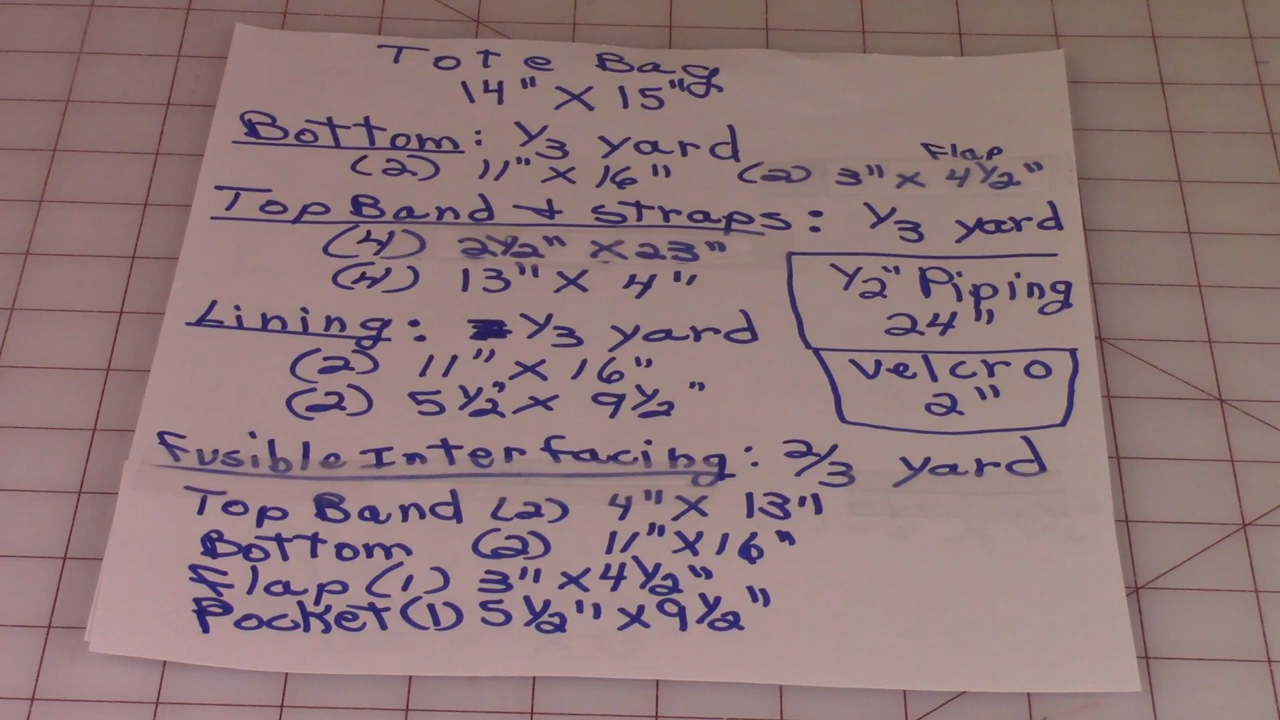 Tote Bag
14" X 15"
Bottom: 1/3 yard
(2) 11" X 16" (2) 3" X 4 1/2" Flap
Top Band & straps: 1/3 yard
(4) 2 1/2" X 23"
(4) 13" X 4"
1/2" Piping
24"
Lining: 1/3 yard
(2) 11" X 16"
(2) 5 1/2" X 9 1/2"
Velcro
2"
Fusible Interfacing: 2/3 yard
Top Band (2) 4" X 13"
Bottom (2) 11" X 16"
Flap (1) 3" X 4 1/2"
Pocket (1) 5 1/2" X 9 1/2"